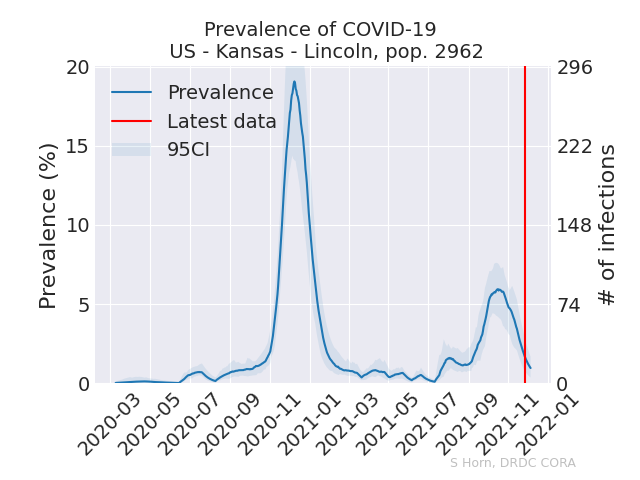 Prevalence of COVID-19
US - Kansas - Lincoln, pop. 2962
Prevalence (%)
20
15
10
5
0
Prevalence
Latest data
95CI
296
222
148
74
0
# of infections
2020-03
2020-05
2020-07
2020-09
2020-11
2021-01
2021-03
2021-05
2021-07
2021-09
2021-11
2022-01
S Horn, DRDC CORA